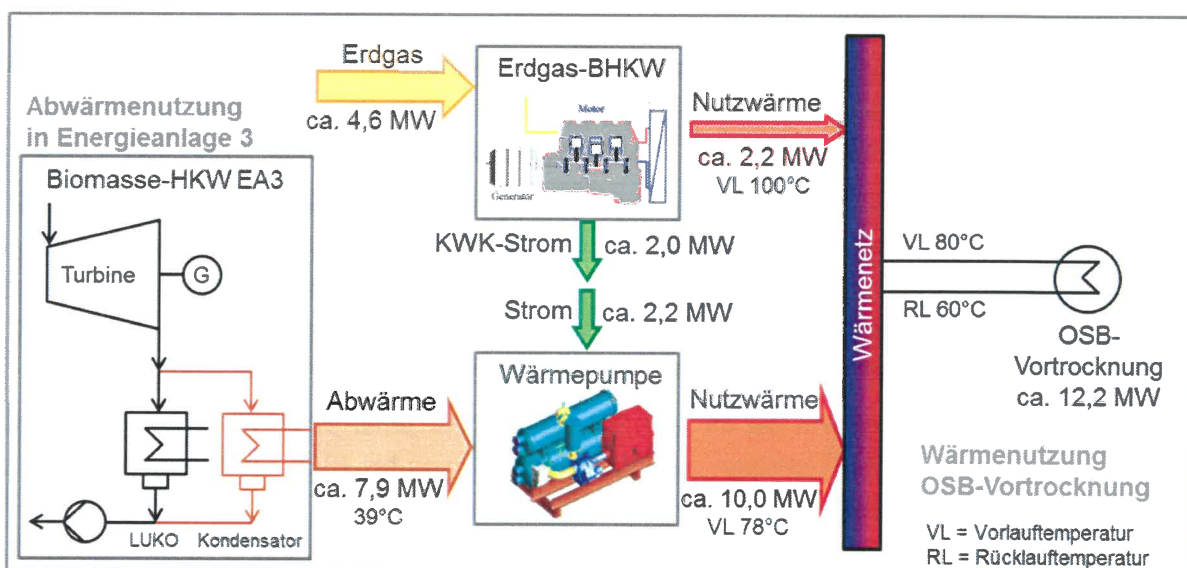 Abwärmenutzung
in Energieanlage 3
Biomasse-HKW EA3
Turbine
G
LUKO
Kondensator
Erdgas
ca. 4,6 MW
Erdgas-BHKW
Motor
Generator
Nutzwärme
ca. 2,2 MW
VL 100°C
KWK-Strom
ca. 2,0 MW
Strom
ca. 2,2 MW
Abwärme
ca. 7,9 MW
39°C
Wärmepumpe
Nutzwärme
ca. 10,0 MW
VL 78°C
Wärmenetz
VL 80°C
RL 60°C
OSB-
Vortrocknung
ca. 12,2 MW
Wärmenutzung
OSB-Vortrocknung
VL = Vorlauftemperatur
RL = Rücklauftemperatur